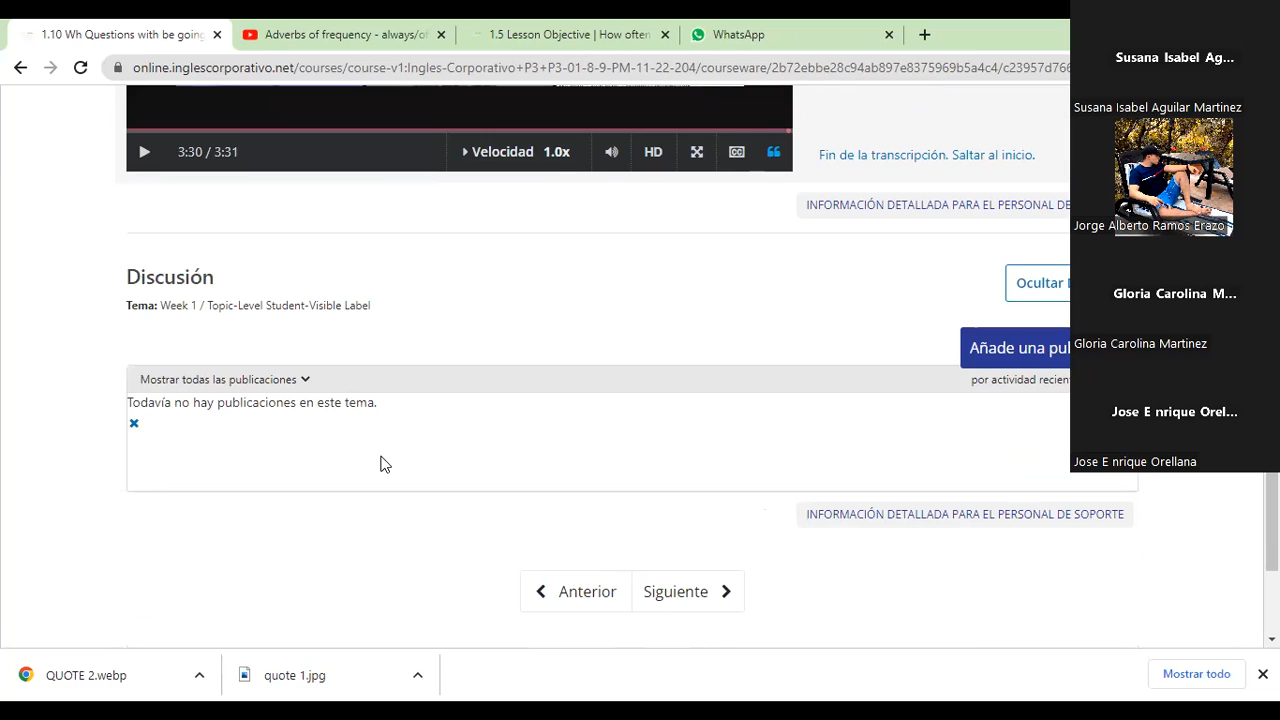 1.10 Wh Questions with be going
Adverbs of frequency - always/of
1.5 Lesson Objective | How often
WhatsApp
online.inglescorporativo.net/courses/course-v1:Ingles-Corporativo+P3+P3-01-8-9-PM-11-22-204/courseware/2b72ebbe28c94ab897e8375969b5a4c4/c23957d766
3:30 / 3:31
Velocidad 1.0x
HD
CC
Fin de la transcripción. Saltar al inicio.
INFORMACIÓN DETALLADA PARA EL PERSONAL DE
Discusión
Ocultar
Tema: Week 1 / Topic-Level Student-Visible Label
Añade una pul
Mostrar todas las publicaciones
por actividad recien
Todavía no hay publicaciones en este tema.
INFORMACIÓN DETALLADA PARA EL PERSONAL DE SOPORTE
Anterior
Siguiente
QUOTE 2.webp
quote 1.jpg
Mostrar todo
Susana Isabel Ag...
Susana Isabel Aguilar Martinez
Jorge Alberto Ramos Erazo
Gloria Carolina M...
Gloria Carolina Martinez
Jose E nrique Orel...
Jose E nrique Orellana